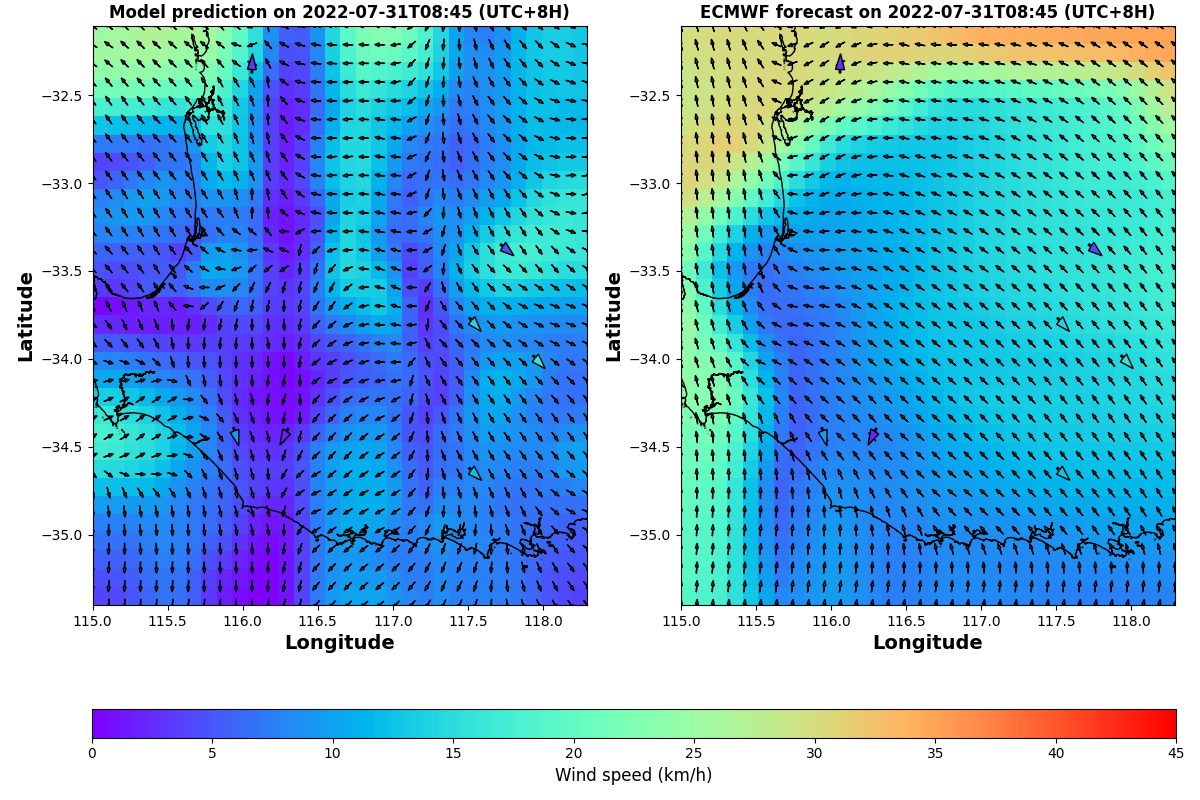 Model prediction on 2022-07-31T08:45 (UTC+8H)
ECMWF forecast on 2022-07-31T08:45 (UTC+8H)
Latitude
−32.5
−33.0
−33.5
−34.0
−34.5
−35.0
115.0 115.5 116.0 116.5 117.0 117.5 118.0
Longitude
Latitude
−32.5
−33.0
−33.5
−34.0
−34.5
−35.0
115.0 115.5 116.0 116.5 117.0 117.5 118.0
Longitude
0 5 10 15 20 25 30 35 40 45
Wind speed (km/h)